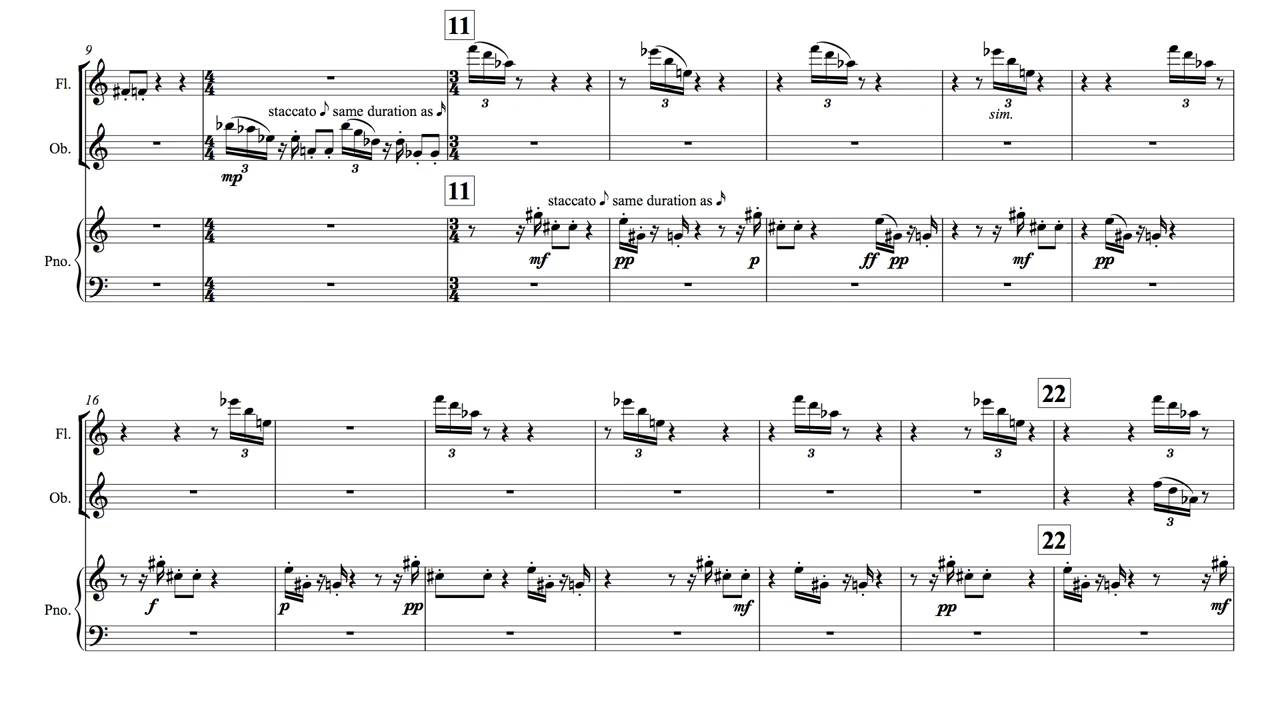 11
9
Fl.
3 3 3 3 3
sim.
staccato ♪ same duration as 𝅘𝅥𝅯
Ob.
3 3
mp
11
staccato ♪ same duration as 𝅘𝅥𝅯
Pno.
mf pp p ff pp mf pp
22
16
Fl.
3 3 3 3 3 3
Ob.
3
22
Pno.
f p pp mf pp mf